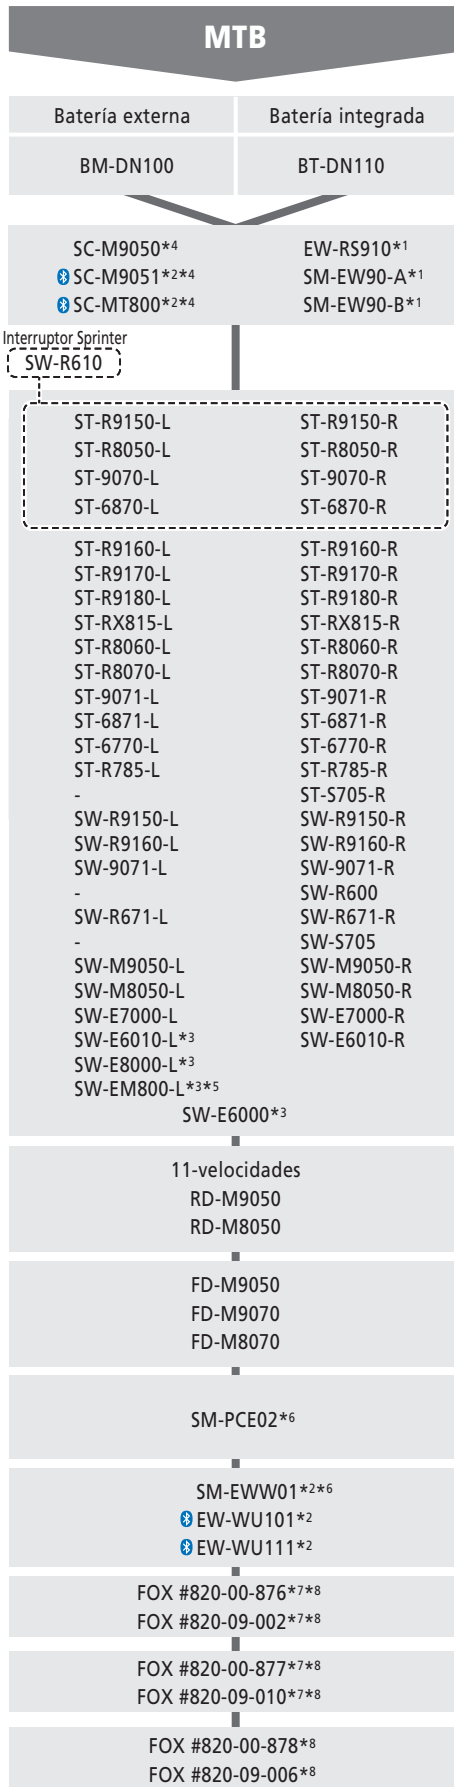 MTB
Batería externa Batería integrada
BM-DN100 BT-DN110
SC-M9050*4 EW-RS910*1
SC-M9051*2*4 SM-EW90-A*1
SC-MT800*2*4 SM-EW90-B*1
Interruptor Sprinter
SW-R610
ST-R9150-L ST-R9150-R
ST-R8050-L ST-R8050-R
ST-9070-L ST-9070-R
ST-6870-L ST-6870-R
ST-R9160-L ST-R9160-R
ST-R9170-L ST-R9170-R
ST-R9180-L ST-R9180-R
ST-RX815-L ST-RX815-R
ST-R8060-L ST-R8060-R
ST-R8070-L ST-R8070-R
ST-9071-L ST-9071-R
ST-6871-L ST-6871-R
ST-6770-L ST-6770-R
ST-R785-L ST-R785-R
- ST-S705-R
SW-R9150-L SW-R9150-R
SW-R9160-L SW-R9160-R
SW-9071-L SW-9071-R
- SW-R600
SW-R671-L SW-R671-R
- SW-S705
SW-M9050-L SW-M9050-R
SW-M8050-L SW-M8050-R
SW-E7000-L SW-E7000-R
SW-E6010-L*3 SW-E6010-R
SW-E8000-L*3
SW-EM800-L*3*5
SW-E6000*3
11-velocidades
RD-M9050
RD-M8050
FD-M9050
FD-M9070
FD-M8070
SM-PCE02*6
SM-EWW01*2*6
EW-WU101*2
EW-WU111*2
FOX #820-00-876*7*8
FOX #820-09-002*7*8
FOX #820-00-877*7*8
FOX #820-09-010*7*8
FOX #820-00-878*8
FOX #820-09-006*8